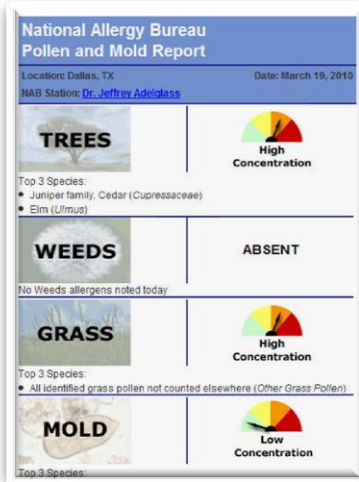 National Allergy Bureau
Pollen and Mold Report
Location: Dallas, TX Date: March 19, 2010
NAB Station: Dr. Jeffrey Adelglass
TREES
High
Concentration
Top 3 Species:
• Juniper family, Cedar (Cupressaceae)
• Elm (Ulmus)
WEEDS
ABSENT
No Weeds allergens noted today
GRASS
High
Concentration
Top 3 Species:
• All identified grass pollen not counted elsewhere (Other Grass Pollen)
MOLD
Low
Concentration
Top 3 Species: